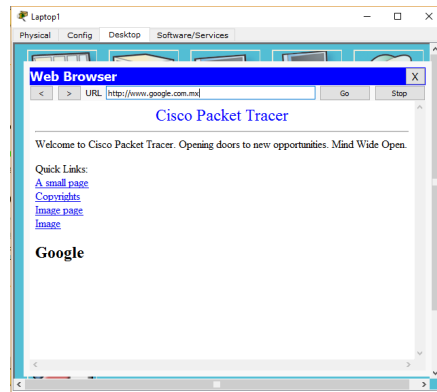 Laptop1
Physical Config Desktop Software/Services
Web Browser X
< > URL http://www.google.com.mx Go Stop
Cisco Packet Tracer
Welcome to Cisco Packet Tracer. Opening doors to new opportunities. Mind Wide Open.
Quick Links:
A small page
Copyrights
Image page
Image
Google